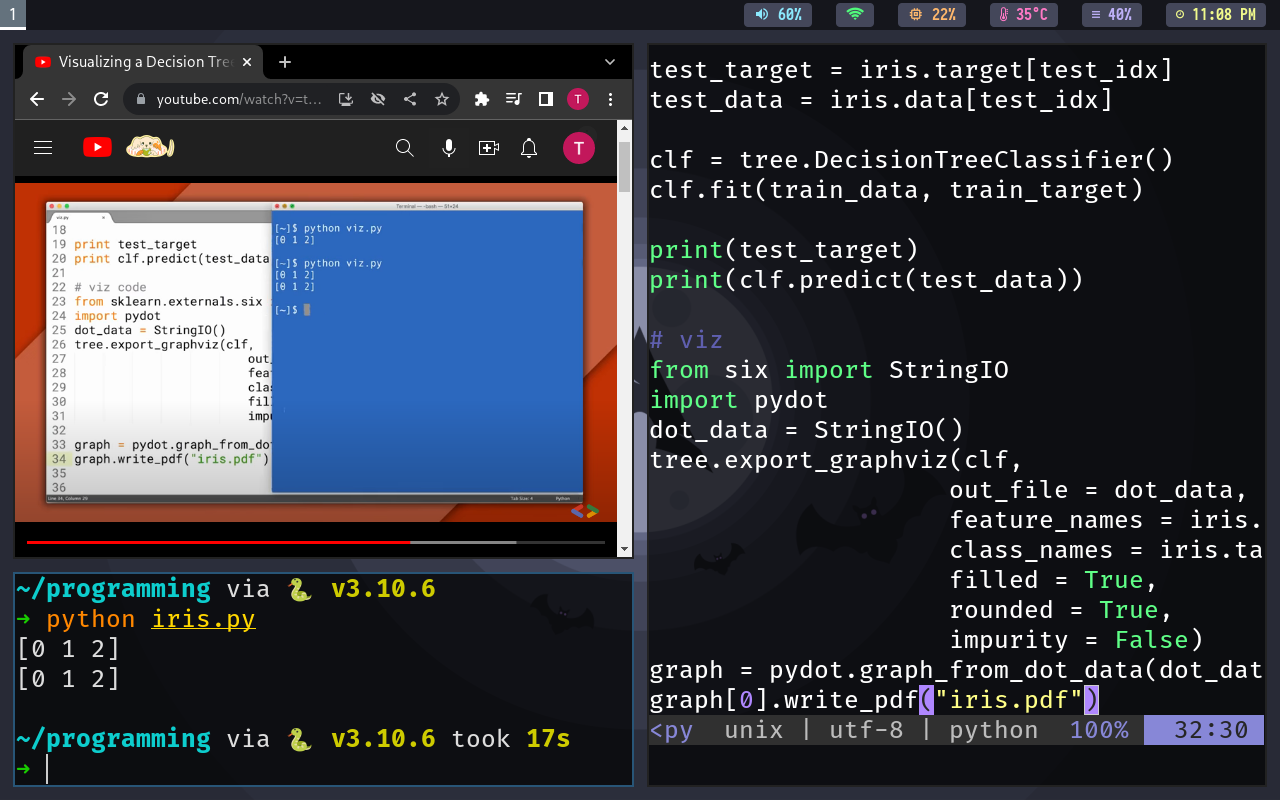 1
60%
22%
35°C
≡ 40%
11:08 PM
Visualizing a Decision Tre
youtube.com/watch?v=t...
T
T
viz.py
Terminal — -bash — 51×24
18
19 print test_target
20 print clf.predict(test_data
21
22 # viz code
23 from sklearn.externals.six
24 import pydot
25 dot_data = StringIO()
26 tree.export_graphviz(clf,
27 out_
28 fea
29 cla
30 fil
31 impu
32
33 graph = pydot.graph_from_dot
34 graph.write_pdf("iris.pdf")
35
36
[~]$ python viz.py
[0 1 2]
[~]$ python viz.py
[0 1 2]
[0 1 2]
[~]$
Line 34, Column 29
Tab Size: 4
Python
~/programming via 🐍 v3.10.6
➜ python iris.py
[0 1 2]
[0 1 2]
~/programming via 🐍 v3.10.6 took 17s
➜
test_target = iris.target[test_idx]
test_data = iris.data[test_idx]
clf = tree.DecisionTreeClassifier()
clf.fit(train_data, train_target)
print(test_target)
print(clf.predict(test_data))
# viz
from six import StringIO
import pydot
dot_data = StringIO()
tree.export_graphviz(clf,
out_file = dot_data,
feature_names = iris.
class_names = iris.ta
filled = True,
rounded = True,
impurity = False)
graph = pydot.graph_from_dot_data(dot_dat
graph[0].write_pdf("iris.pdf")
<py unix | utf-8 | python 100% 32:30